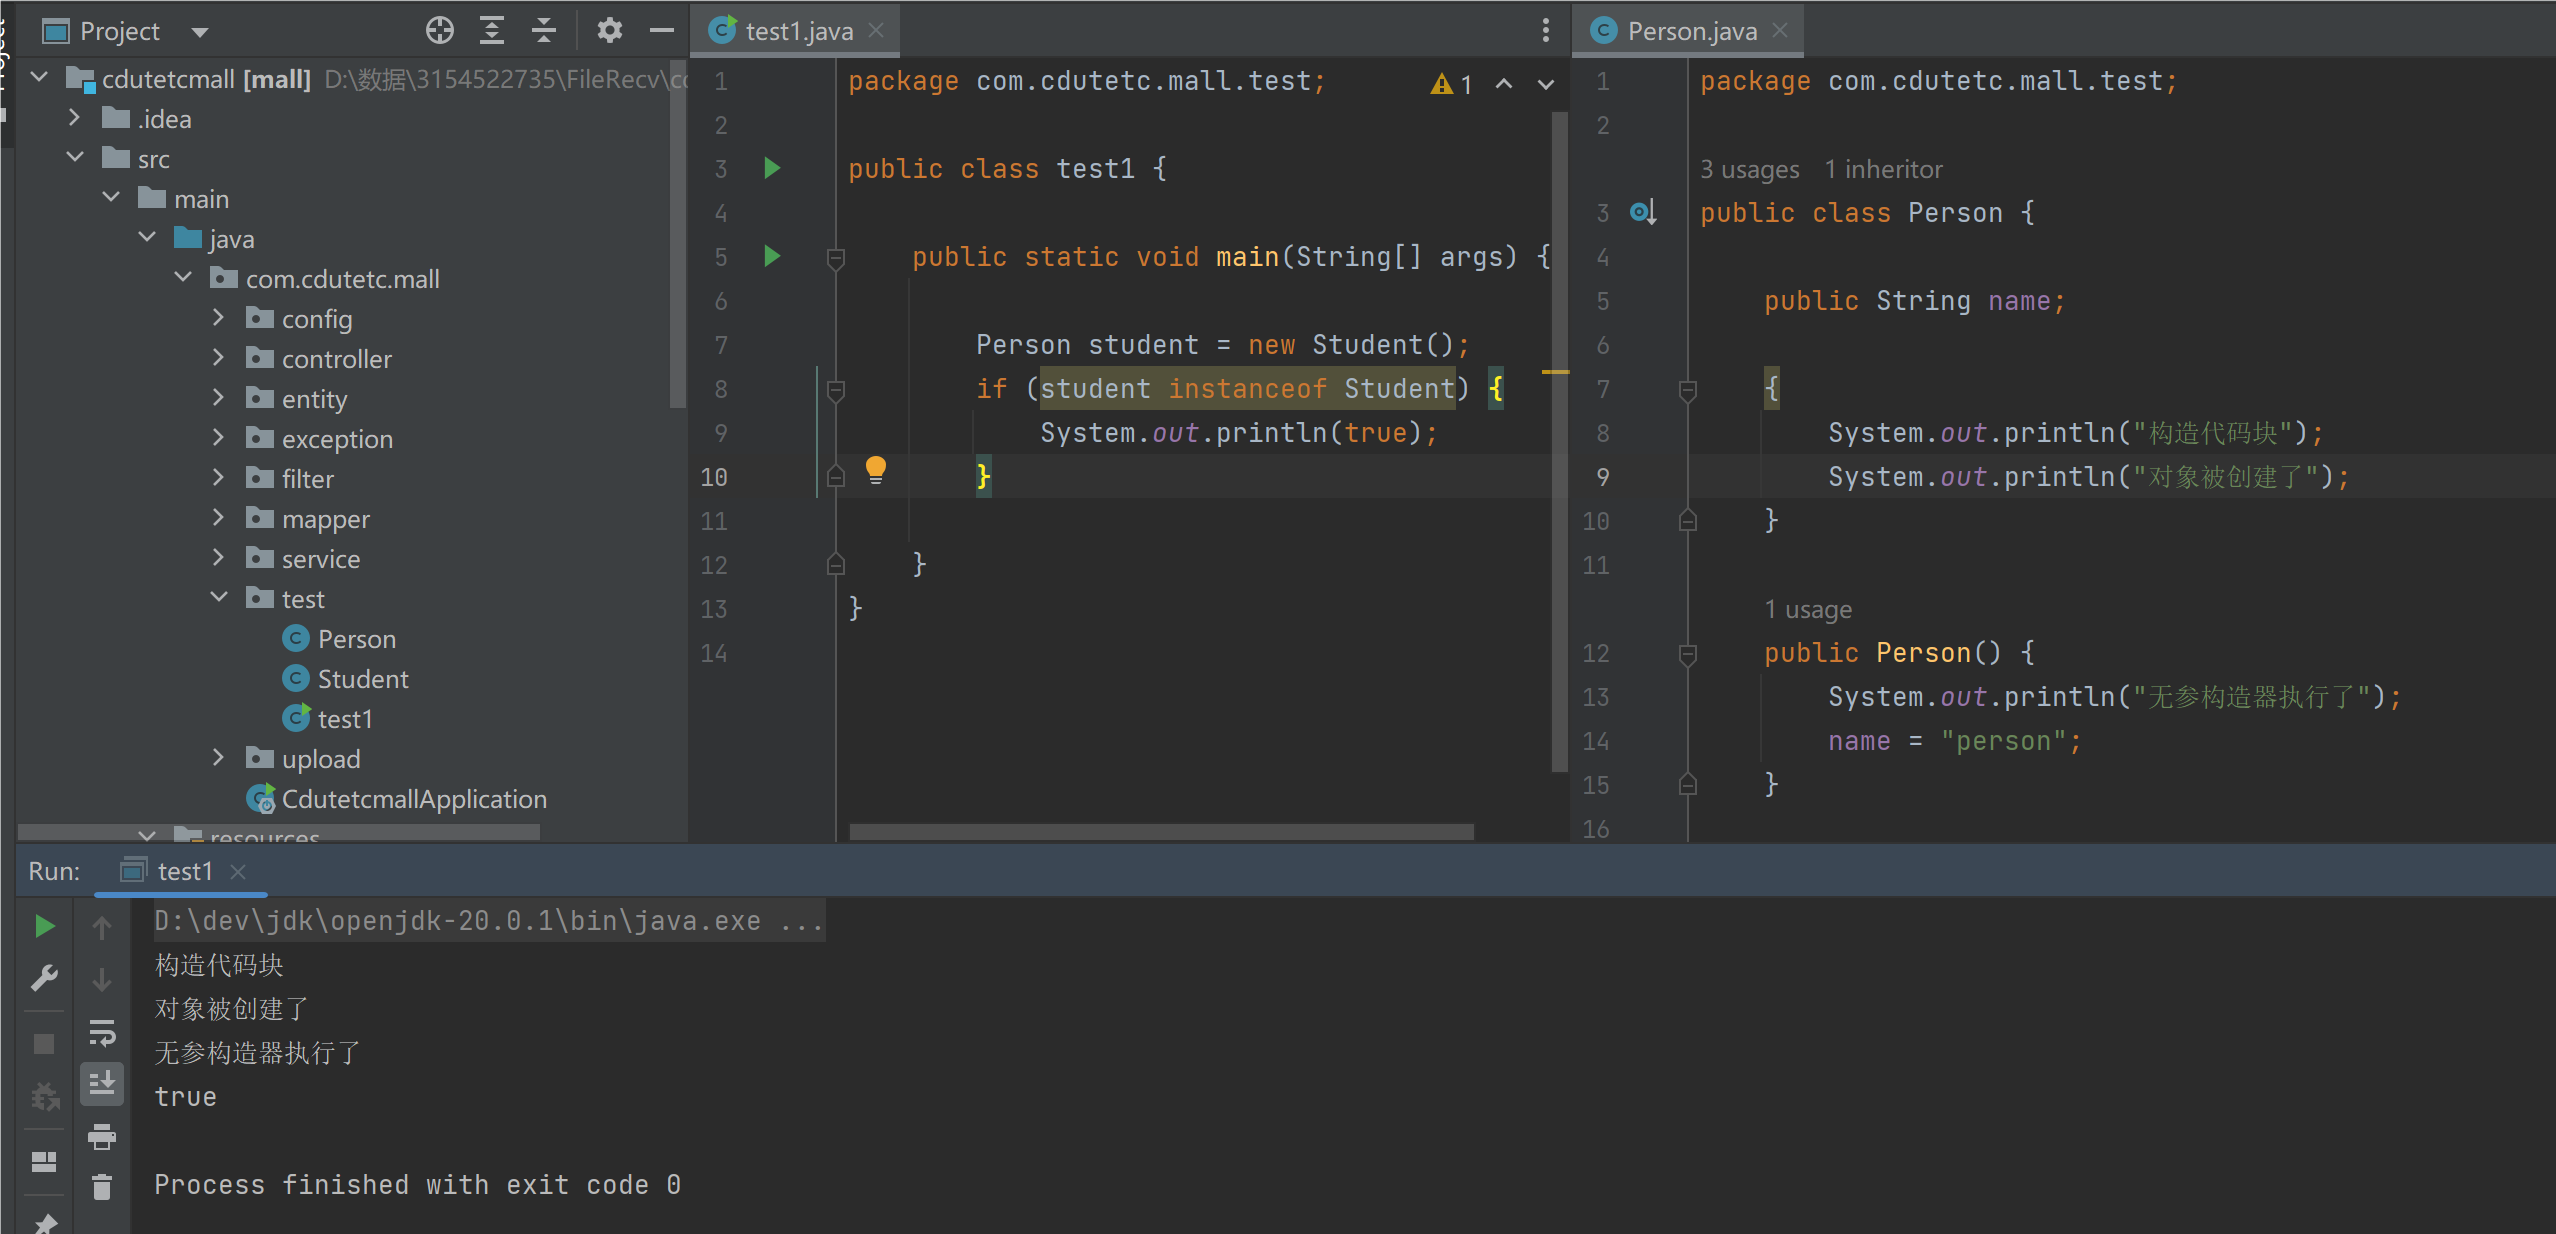 Project
cdutetcmall [mall] D:\数据\3154522735\FileRecv\
.idea
src
main
java
com.cdutetc.mall
config
controller
entity
exception
filter
mapper
service
test
Person
Student
test1
upload
CdutetcmallApplication
resources
test1.java
1
1 package com.cdutetc.mall.test;
2
3 public class test1 {
4
5 public static void main(String[] args) {
6
7 Person student = new Student();
8 if (student instanceof Student) {
9 System.out.println(true);
10 }
11
12 }
13 }
14
Person.java
1 package com.cdutetc.mall.test;
2
3 usages 1 inheritor
3 public class Person {
4
5 public String name;
6
7 {
8 System.out.println("构造代码块");
9 System.out.println("对象被创建了");
10 }
11
1 usage
12 public Person() {
13 System.out.println("无参构造器执行了");
14 name = "person";
15 }
16
Run: test1
D:\dev\jdk\openjdk-20.0.1\bin\java.exe ...
构造代码块
对象被创建了
无参构造器执行了
true
Process finished with exit code 0